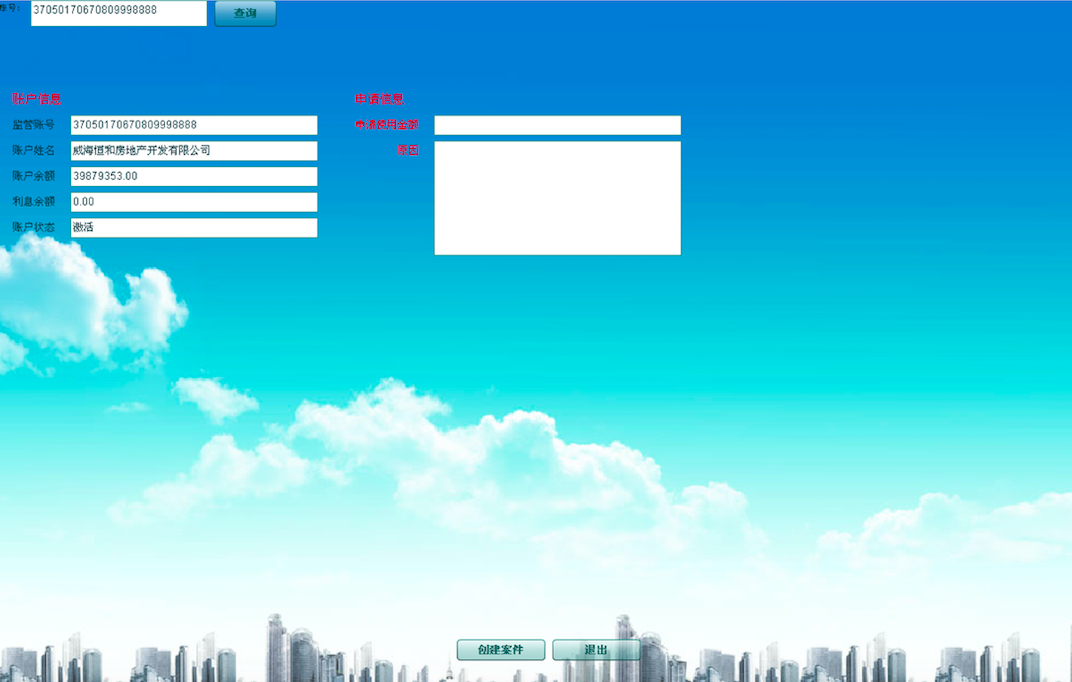 账号: 37050170670809998888 查询
账户信息
监管账号 37050170670809998888
账户姓名 威海恒和房地产开发有限公司
账户余额 39879353.00
利息余额 0.00
账户状态 激活
申请信息
申请使用金额
原因
创建案件 退出